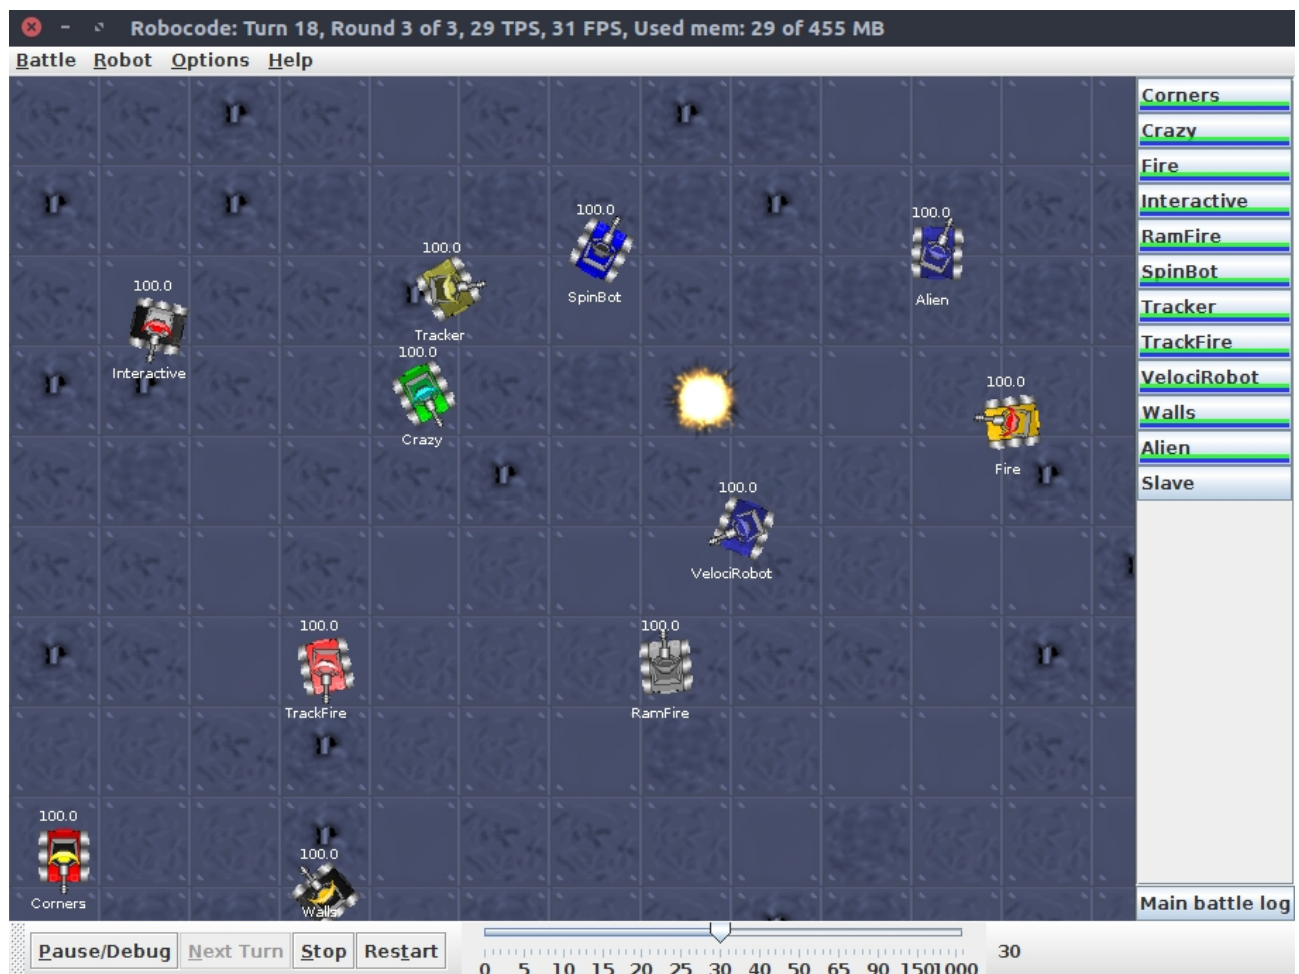 Robocode: Turn 18, Round 3 of 3, 29 TPS, 31 FPS, Used mem: 29 of 455 MB
Battle Robot Options Help
Corners
Crazy
Fire
Interactive
RamFire
SpinBot
Tracker
TrackFire
VelociRobot
Walls
Alien
Slave
100.0
SpinBot
100.0
Alien
100.0
Tracker
100.0
Interactive
100.0
Crazy
100.0
Fire
100.0
VelociRobot
100.0
TrackFire
100.0
RamFire
100.0
Corners
100.0
Walls
Main battle log
Pause/Debug Next Turn Stop Restart
0 5 10 15 20 25 30 40 50 65 90 150 1000
30